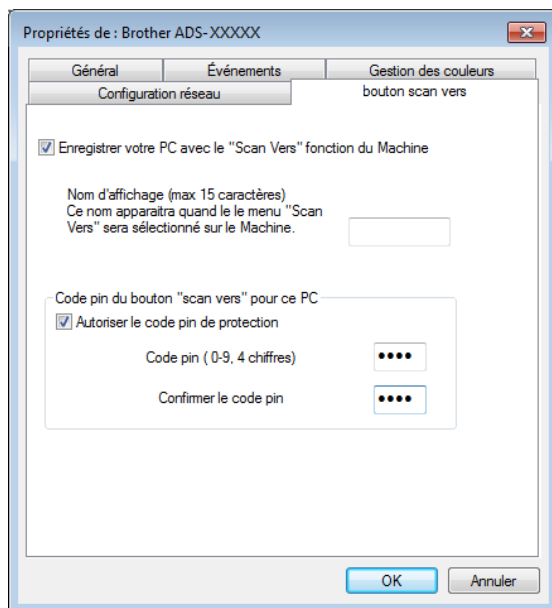 Propriétés de : Brother ADS-XXXXX
Général
Événements
Gestion des couleurs
Configuration réseau
bouton scan vers
Enregistrer votre PC avec le "Scan Vers" fonction du Machine
Nom d'affichage (max 15 caractères)
Ce nom apparaitra quand le le menu "Scan
Vers" sera sélectionné sur le Machine.
Code pin du bouton "scan vers" pour ce PC
Autoriser le code pin de protection
Code pin ( 0-9, 4 chiffres)
••••
Confirmer le code pin
••••
OK
Annuler